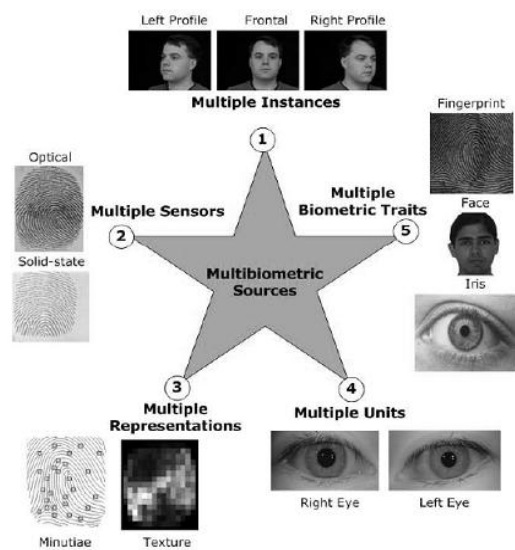 Left Profile Frontal Right Profile
Multiple Instances
1
Fingerprint
Optical
Face
Multiple Sensors
Multiple
Biometric Traits
2
5
Solid-state
Iris
Multibiometric
Sources
3
4
Multiple
Representations
Multiple Units
Right Eye Left Eye
Minutiae Texture